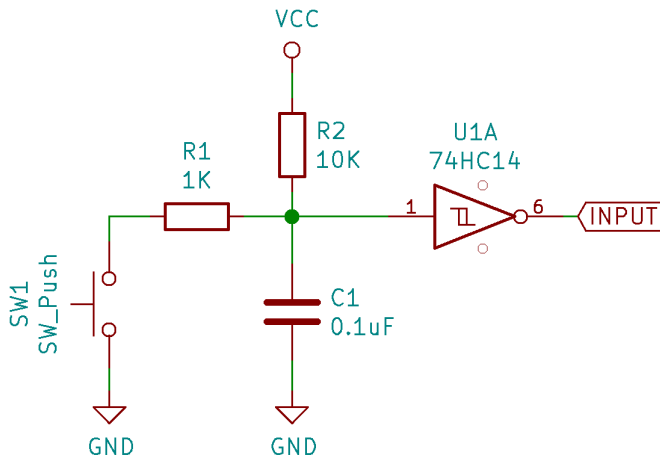 VCC
R2
10K
R1
1K
U1A
74HC14
1
6
INPUT
SW1
SW_Push
C1
0.1uF
GND
GND